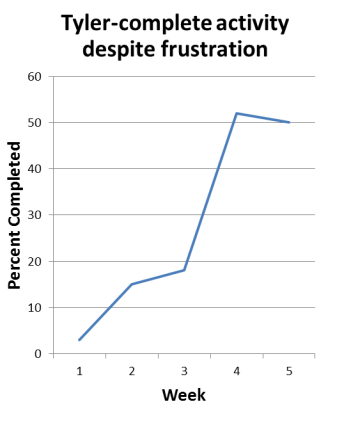 Tyler-complete activity
despite frustration
60
50
40
30
20
10
0
Percent Completed
1 2 3 4 5
Week